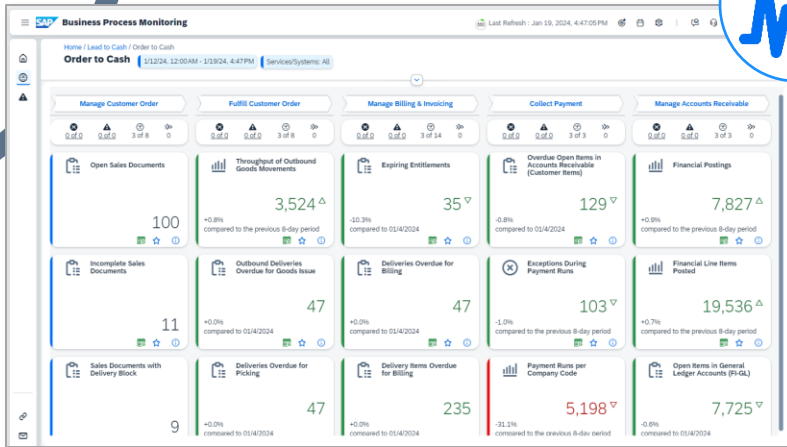 SAP Business Process Monitoring
Last Refresh : Jan 19, 2024, 4:47:05 PM
Home / Lead to Cash / Order to Cash
Order to Cash 1/12/24, 12:00 AM - 1/19/24, 4:47 PM Services/Systems: All
Manage Customer Order Fulfill Customer Order Manage Billing & Invoicing Collect Payment Manage Accounts Receivable
0 of 0 0 of 0 3 of 8 0 0 of 0 0 of 0 3 of 8 0 0 of 0 0 of 0 3 of 14 0 0 of 0 0 of 0 3 of 3 0 0 of 0 0 of 0 3 of 3 0
Open Sales Documents
100
Throughput of Outbound
Goods Movements
3,524
+0.8%
compared to the previous 8-day period
Expiring Entitlements
35
-10.3%
compared to 01/4/2024
Overdue Open Items in
Accounts Receivable
(Customer Items)
129
-0.8%
compared to 01/4/2024
Financial Postings
7,827
+0.9%
compared to the previous 8-day period
Incomplete Sales
Documents
11
Outbound Deliveries
Overdue for Goods Issue
47
+0.0%
compared to 01/4/2024
Deliveries Overdue for
Billing
47
+0.0%
compared to 01/4/2024
Exceptions During
Payment Runs
103
-1.0%
compared to the previous 8-day period
Financial Line Items
Posted
19,536
+0.7%
compared to the previous 8-day period
Sales Documents with
Delivery Block
9
Deliveries Overdue for
Picking
47
+0.0%
compared to 01/4/2024
Delivery Items Overdue
for Billing
235
+0.0%
compared to 01/4/2024
Payment Runs per
Company Code
5,198
-31.1%
compared to the previous 8-day period
Open Items in General
Ledger Accounts (FI-GL)
7,725
-0.6%
compared to 01/4/2024